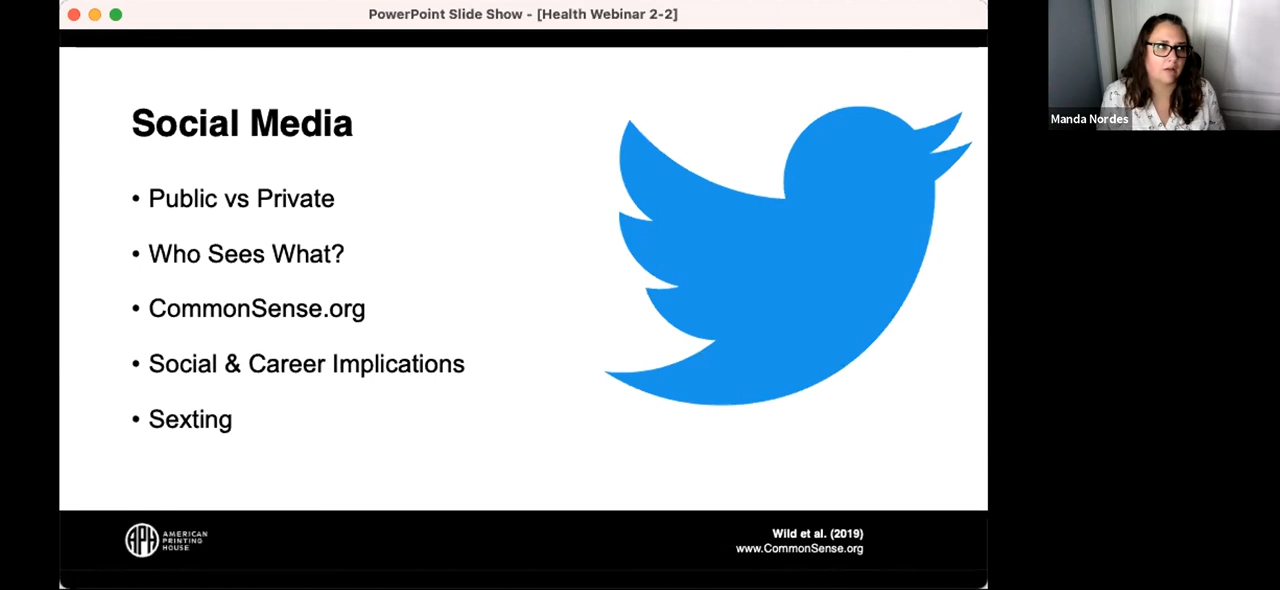 PowerPoint Slide Show - [Health Webinar 2-2]
Social Media
• Public vs Private
• Who Sees What?
• CommonSense.org
• Social & Career Implications
• Sexting
APH
AMERICAN
PRINTING
HOUSE
Wild et al. (2019)
www.CommonSense.org
Manda Nordes